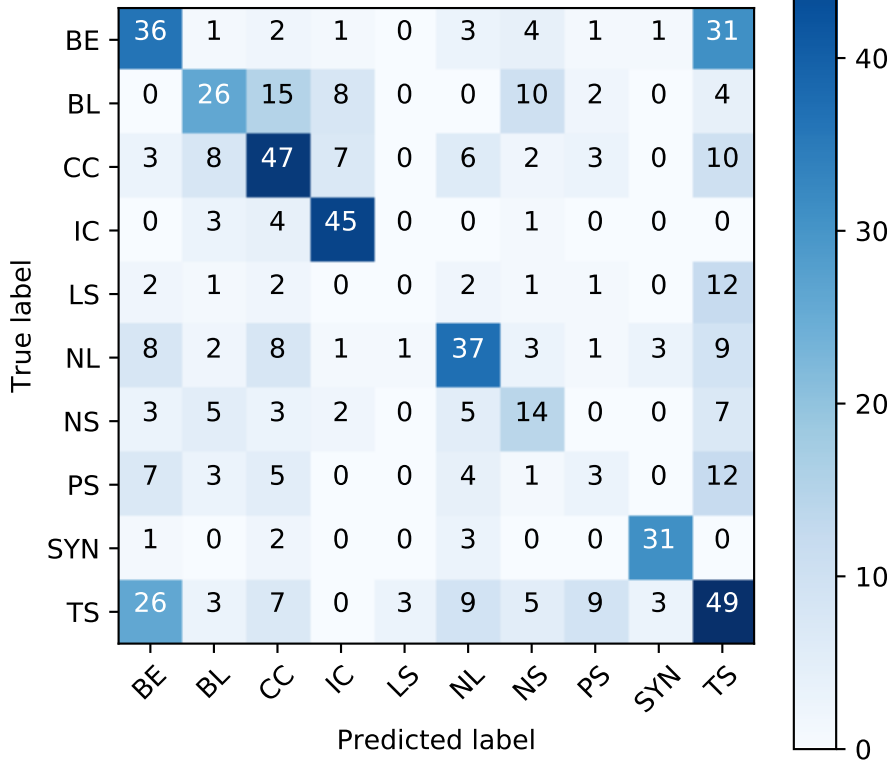 BE 36 1 2 1 0 3 4 1 1 31
BL 0 26 15 8 0 0 10 2 0 4
CC 3 8 47 7 0 6 2 3 0 10
IC 0 3 4 45 0 0 1 0 0 0
LS 2 1 2 0 0 2 1 1 0 12
NL 8 2 8 1 1 37 3 1 3 9
NS 3 5 3 2 0 5 14 0 0 7
PS 7 3 5 0 0 4 1 3 0 12
SYN 1 0 2 0 0 3 0 0 31 0
TS 26 3 7 0 3 9 5 9 3 49
BE BL CC IC LS NL NS PS SYN TS
True label
Predicted label
40
30
20
10
0